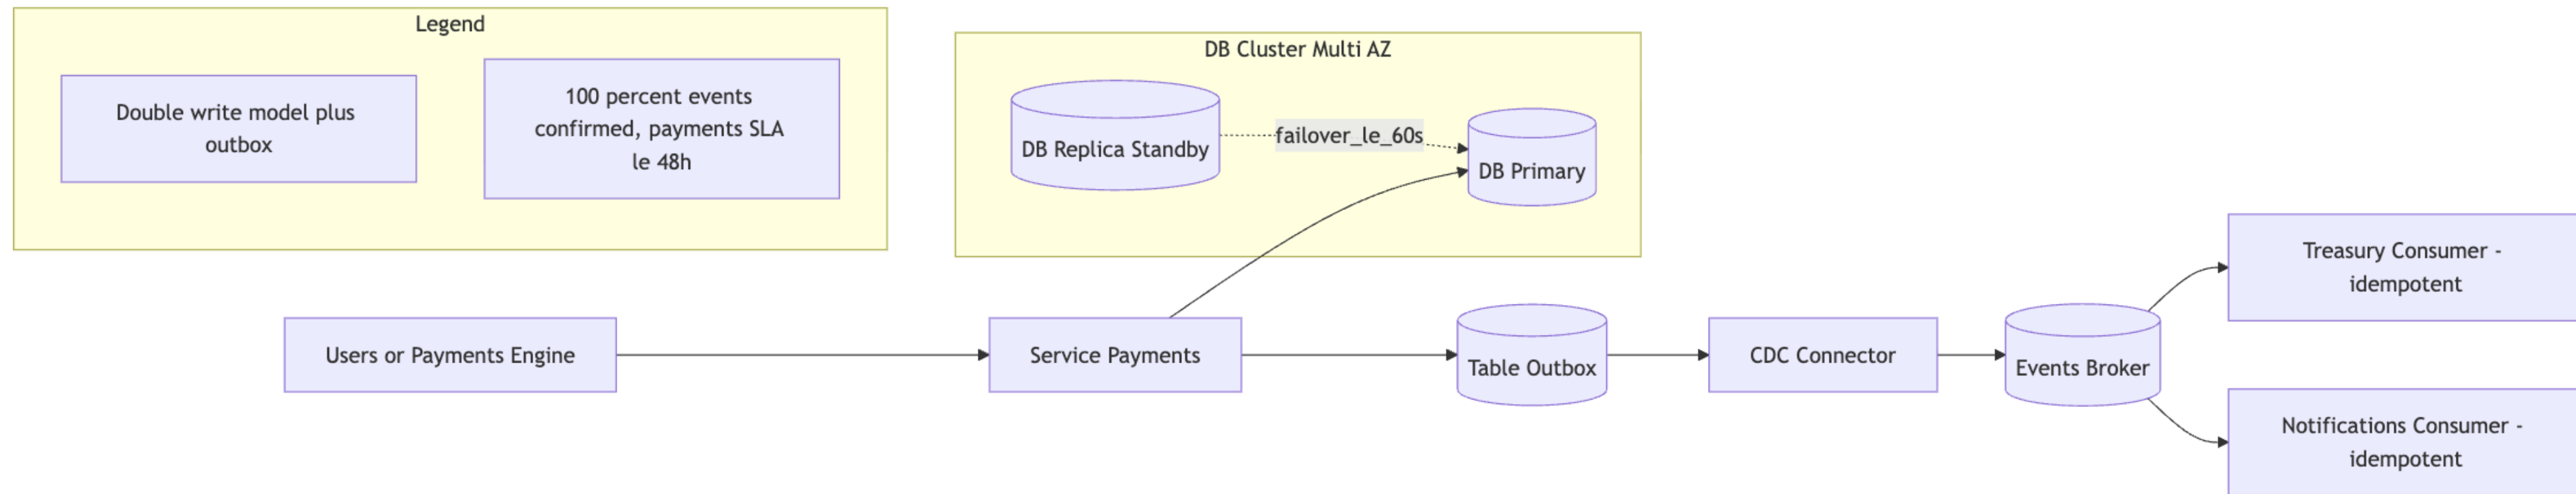 Legend
Double write model plus
outbox
100 percent events
confirmed, payments SLA
le 48h
DB Cluster Multi AZ
DB Replica Standby
failover_le_60s
DB Primary
Users or Payments Engine
Service Payments
Table Outbox
CDC Connector
Events Broker
Treasury Consumer -
idempotent
Notifications Consumer -
idempotent